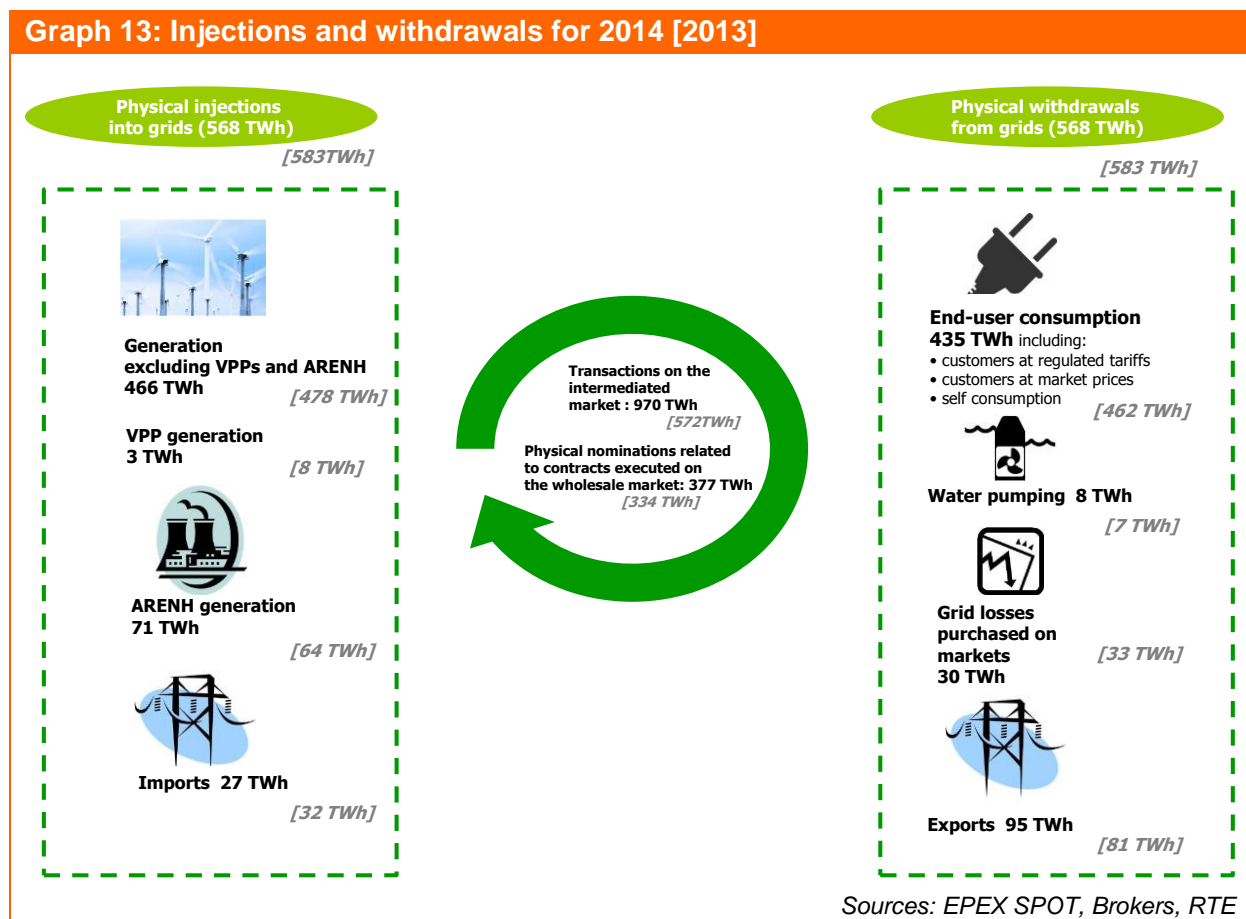 Graph 13: Injections and withdrawals for 2014 [2013]
Physical injections
into grids (568 TWh)
[583TWh]
Generation
excluding VPPs and ARENH
466 TWh
[478 TWh]
VPP generation
3 TWh
[8 TWh]
ARENH generation
71 TWh
[64 TWh]
Imports 27 TWh
[32 TWh]
Transactions on the
intermediated
market : 970 TWh
[572TWh]
Physical nominations related
to contracts executed on
the wholesale market: 377 TWh
[334 TWh]
Physical withdrawals
from grids (568 TWh)
[583 TWh]
End-user consumption
435 TWh including:
• customers at regulated tariffs
• customers at market prices
• self consumption
[462 TWh]
Water pumping 8 TWh
[7 TWh]
Grid losses
purchased on
markets
30 TWh
[33 TWh]
Exports 95 TWh
[81 TWh]
Sources: EPEX SPOT, Brokers, RTE